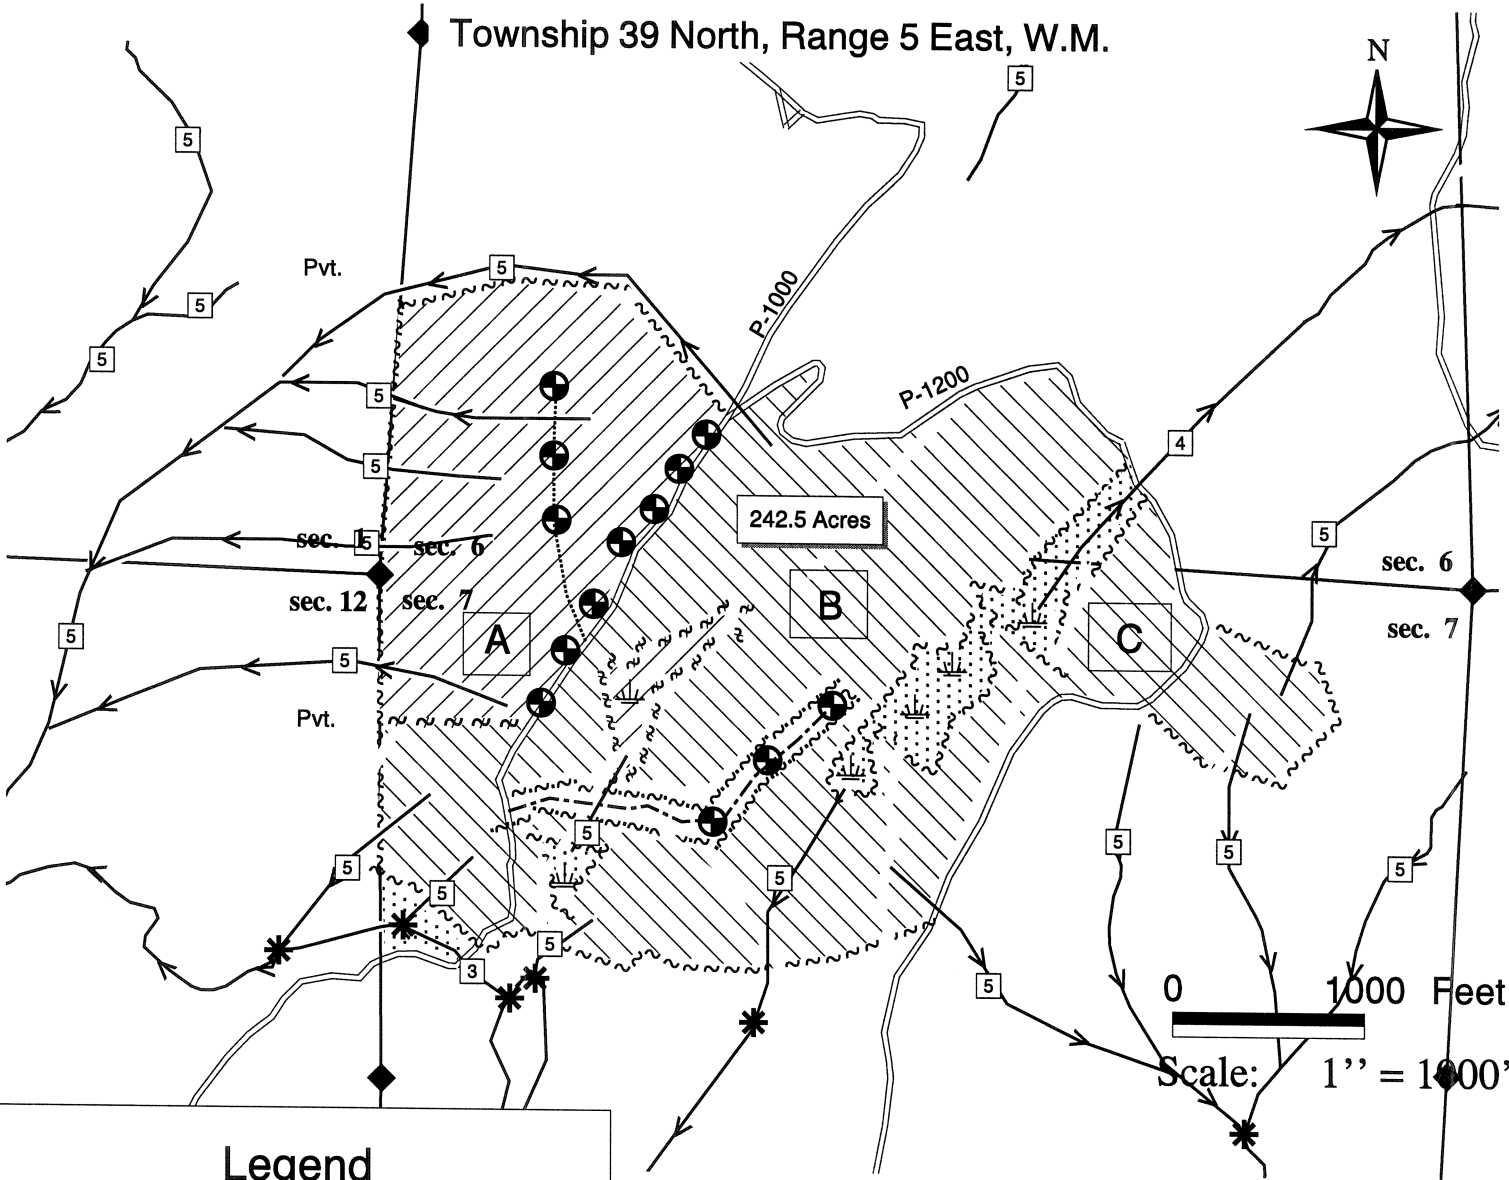 Township 39 North, Range 5 East, W.M.
N
5
5
Pvt.
5
5
P-1000
5
P-1200
5
4
5
242.5 Acres
5
sec. 1
5
sec. 6
sec. 6
sec. 12
sec. 7
B
sec. 7
5
A
C
5
Pvt.
5
5
5
5
5
5
5
5
3
5
0
1000 Feet
Scale:
1’’ = 1000’
Legend